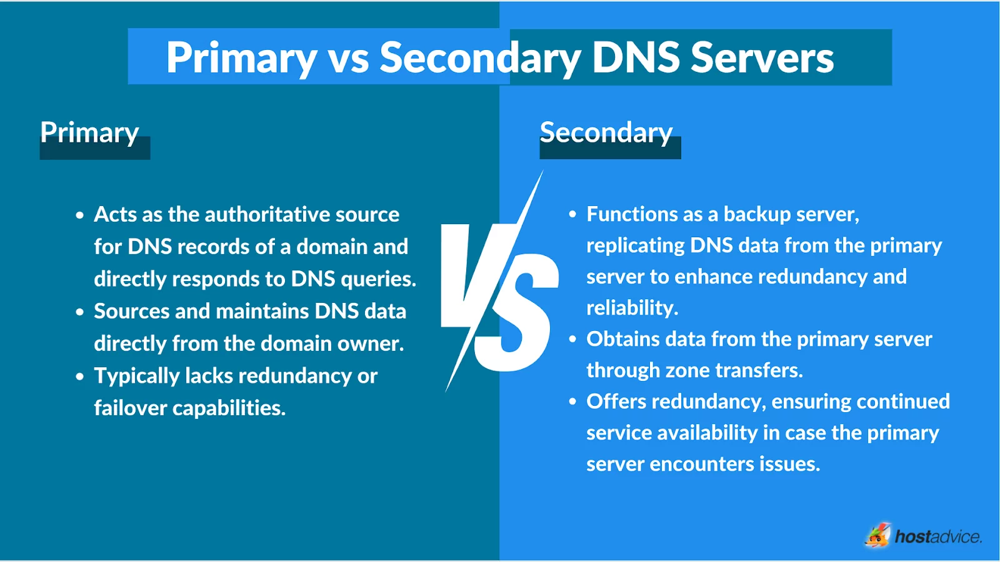 Primary vs Secondary DNS Servers
Primary
• Acts as the authoritative source
for DNS records of a domain and
directly responds to DNS queries.
• Sources and maintains DNS data
directly from the domain owner.
• Typically lacks redundancy or
failover capabilities.
VS
Secondary
• Functions as a backup server,
replicating DNS data from the primary
server to enhance redundancy and
reliability.
• Obtains data from the primary server
through zone transfers.
• Offers redundancy, ensuring continued
service availability in case the primary
server encounters issues.
hostadvice.